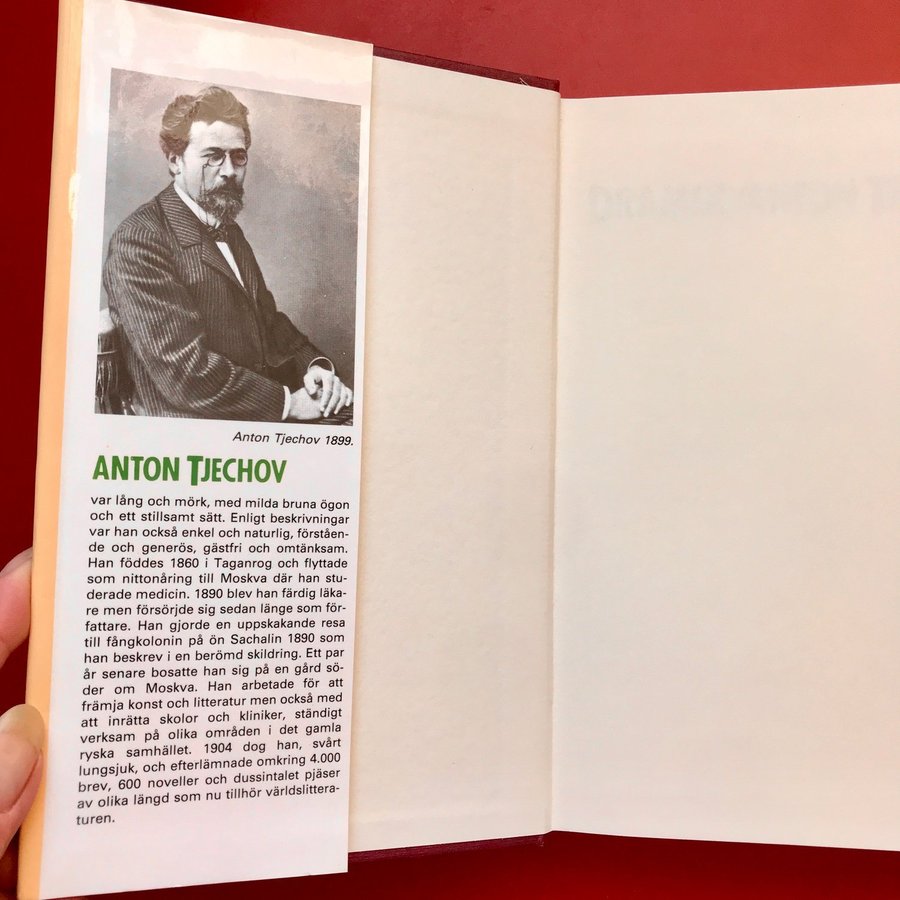 Anton Tjechov 1899.
ANTON TJECHOV
var lång och mörk, med milda bruna ögon
och ett stillsamt sätt. Enligt beskrivningar
var han också enkel och naturlig, förståen-
de och generös, gästfri och omtänksam.
Han föddes 1860 i Taganrog och flyttade
som nittonåring till Moskva där han stu-
derade medicin. 1890 blev han färdig läka-
re men försörjde sig sedan länge som för-
fattare. Han gjorde en uppskakande resa
till fångkolonin på ön Sachalin 1890 som
han beskrev i en berömd skildring. Ett par
år senare bosatte han sig på en gård sö-
der om Moskva. Han arbetade för att
främja konst och litteratur men också med
att inrätta skolor och kliniker, ständigt
verksam på olika områden i det gamla
ryska samhället. 1904 dog han, svårt
lungsjuk, och efterlämnade omkring 4.000
brev, 600 noveller och dussintalet pjäser
av olika längd som nu tillhör världslittera-
turen.